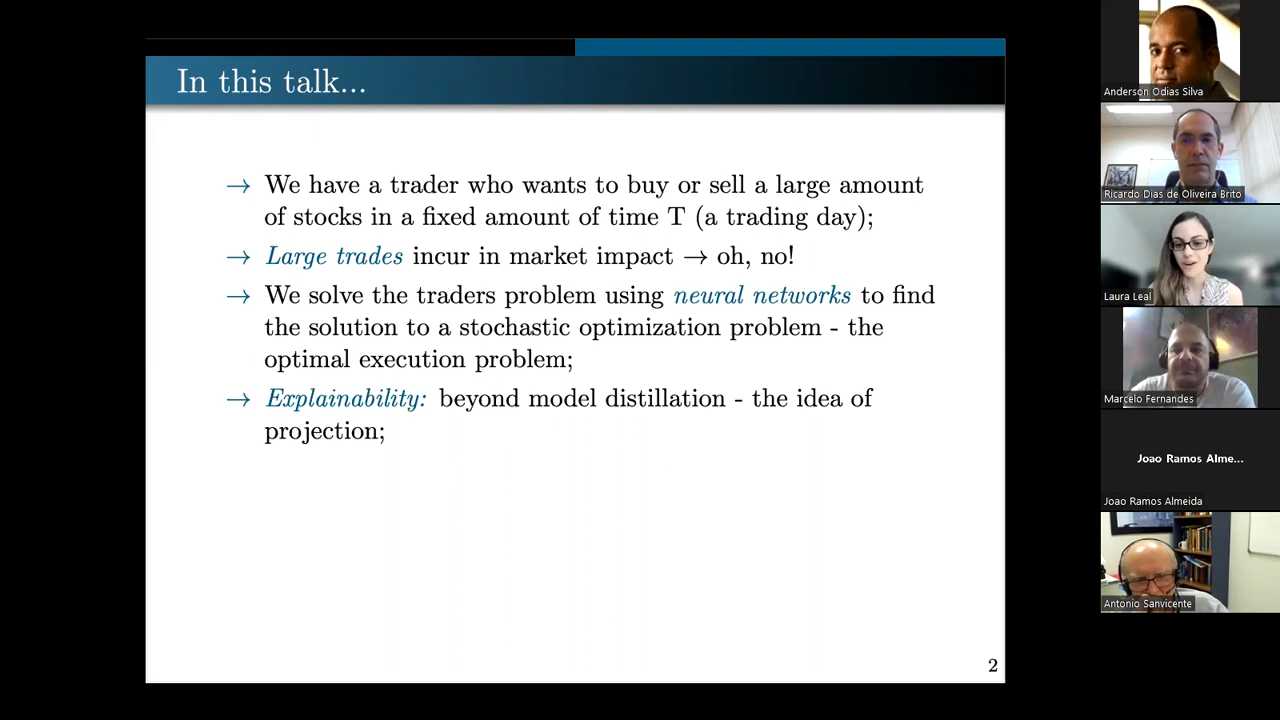 In this talk...
→ We have a trader who wants to buy or sell a large amount
of stocks in a fixed amount of time T (a trading day);
→ Large trades incur in market impact → oh, no!
→ We solve the traders problem using neural networks to find
the solution to a stochastic optimization problem - the
optimal execution problem;
→ Explainability: beyond model distillation - the idea of
projection;
2
Anderson Odias Silva
Ricardo Dias de Oliveira Brito
Laura Leal
Marcelo Fernandes
Joao Ramos Alme...
Joao Ramos Almeida
Antonio Sanvicente